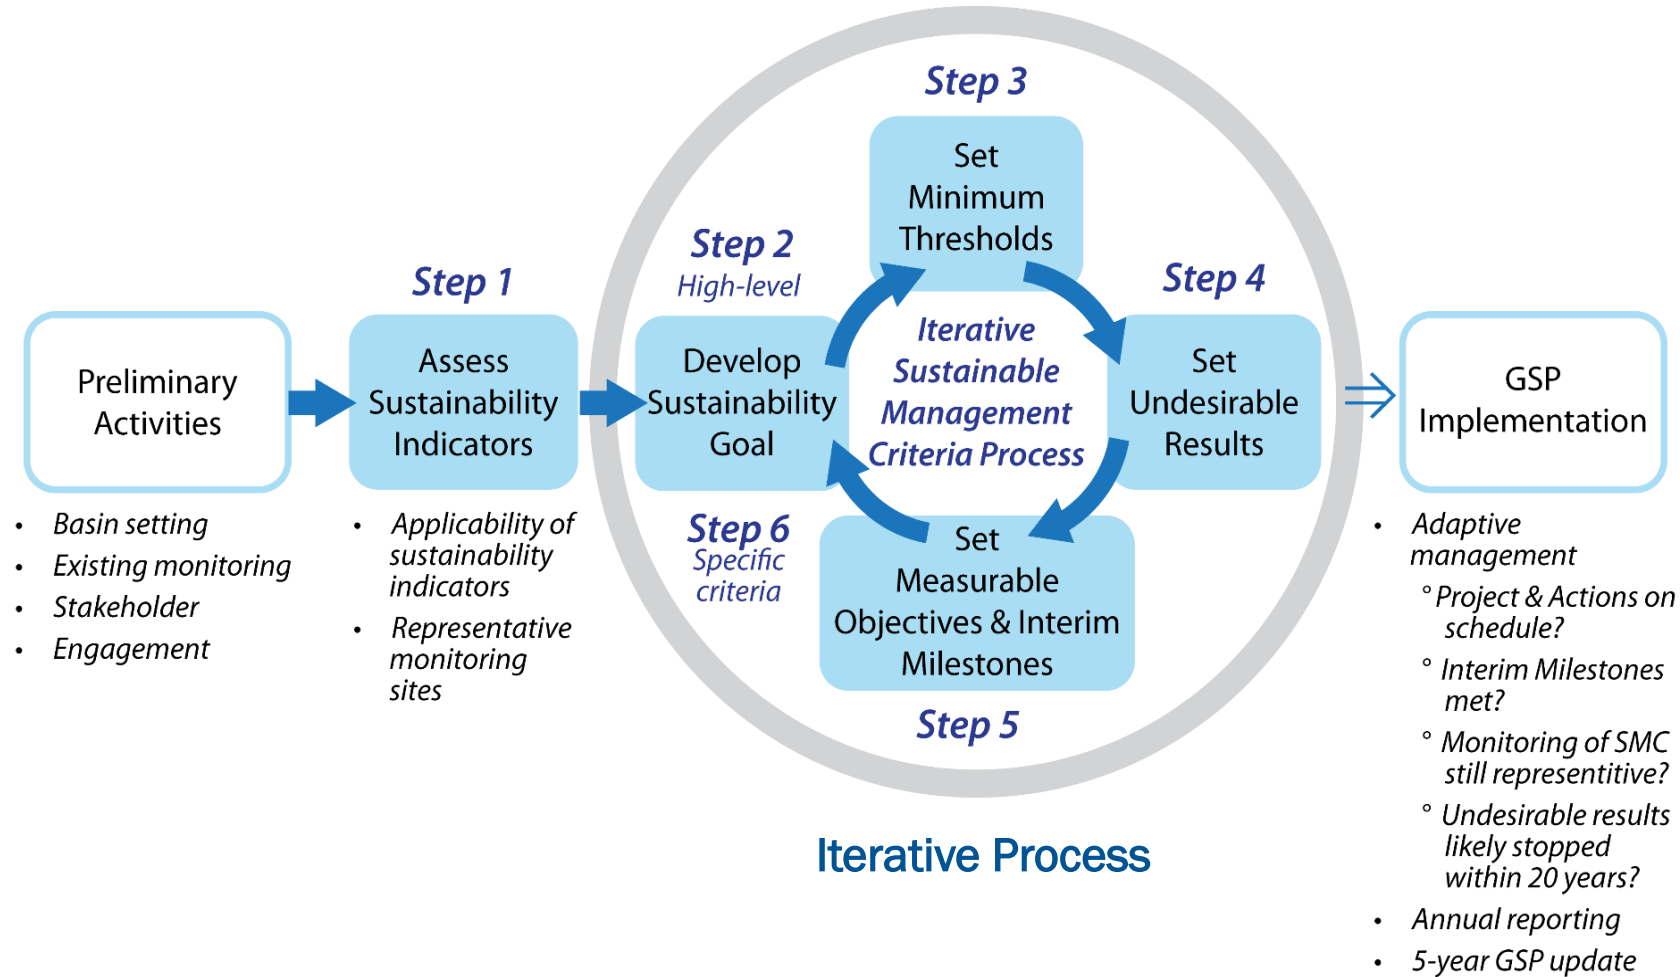 Preliminary
Activities
• Basin setting
• Existing monitoring
• Stakeholder
• Engagement
Step 1
Assess
Sustainability
Indicators
• Applicability of
sustainability
indicators
• Representative
monitoring
sites
Step 2
High-level
Develop
Sustainability
Goal
Step 6
Specific
criteria
Step 3
Set
Minimum
Thresholds
Iterative
Sustainable
Management
Criteria Process
Step 4
Set
Undesirable
Results
Set
Measurable
Objectives & Interim
Milestones
Step 5
Iterative Process
GSP
Implementation
• Adaptive
management
° Project & Actions on
schedule?
° Interim Milestones
met?
° Monitoring of SMC
still representitive?
° Undesirable results
likely stopped
within 20 years?
• Annual reporting
• 5-year GSP update